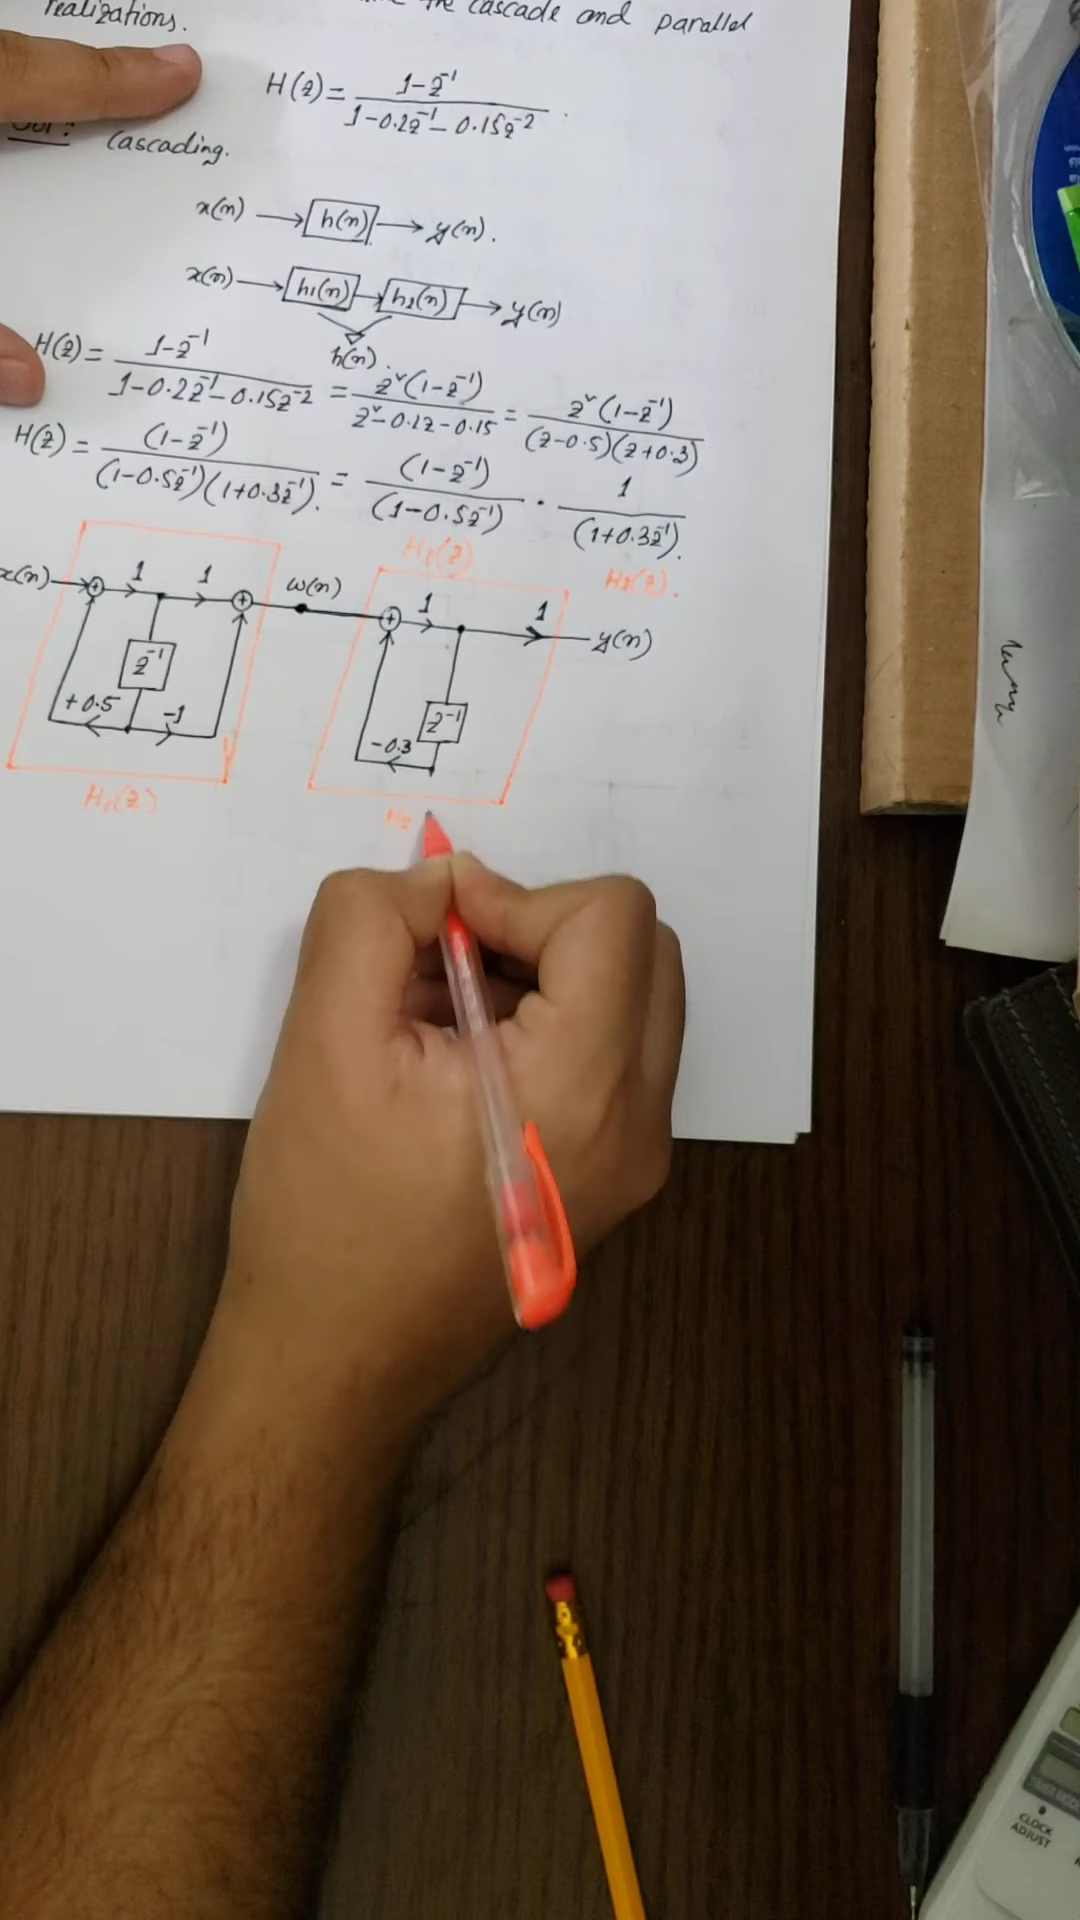 realizations. the cascade and parallel
H(z) = 1-z⁻¹ / 1-0.2z⁻¹-0.15z⁻² .
Sol: Cascading.
x(n) → h(n) → y(n).
x(n) → h₁(n) → h₂(n) → y(n)
h(n).
H(z) = 1-z⁻¹ / 1-0.2z⁻¹-0.15z⁻² = z²(1-z⁻¹) / z²-0.2z-0.15 = z²(1-z⁻¹) / (z-0.5)(z+0.3)
H(z) = (1-z⁻¹) / (1-0.5z⁻¹)(1+0.3z⁻¹). = (1-z⁻¹) / (1-0.5z⁻¹) · 1 / (1+0.3z⁻¹).
H₁(z) H₂(z).
x(n) + 1 1 + ω(n) + 1 1 y(n)
z⁻¹ z⁻¹
+0.5 -1 -0.3
H₁(z) H₂
CLOCK
ADJUST